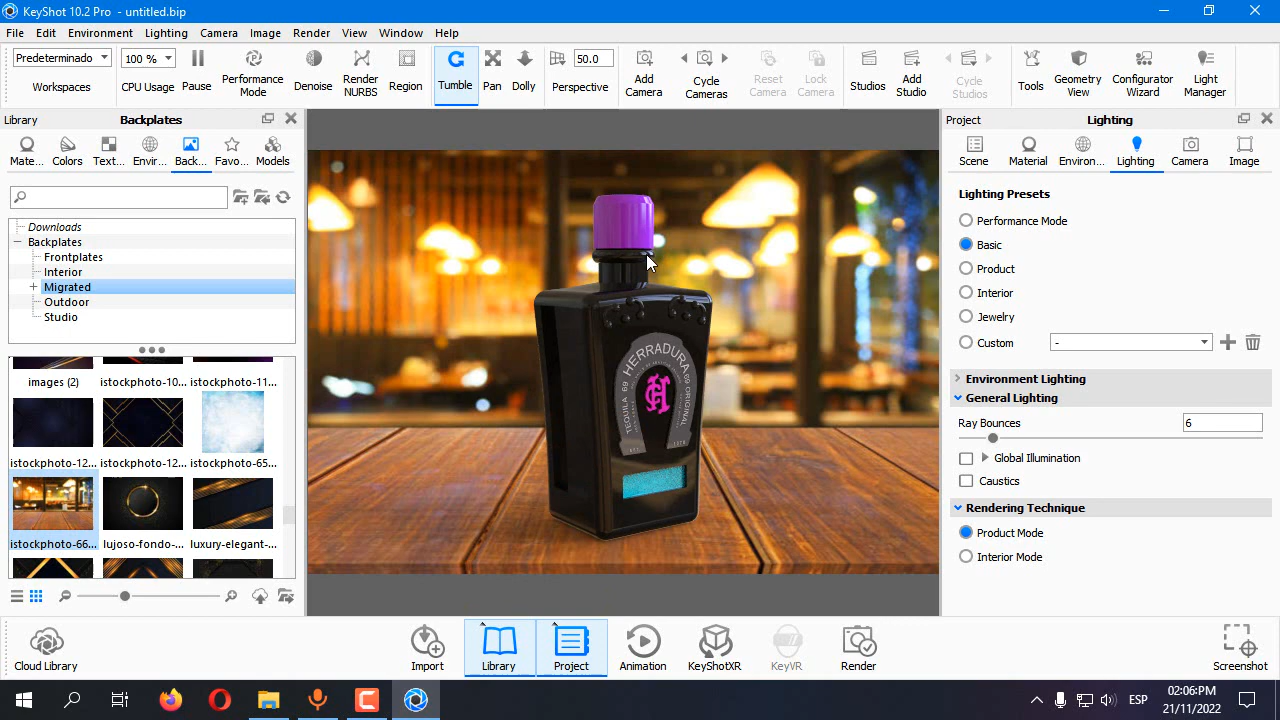 KeyShot 10.2 Pro - untitled.bip
File Edit Environment Lighting Camera Image Render View Window Help
Predeterminado 100 % 50.0
Workspaces CPU Usage Pause Performance Mode Denoise Render NURBS Region Tumble Pan Dolly Perspective Add Camera Cycle Cameras Reset Camera Lock Camera Studios Add Studio Cycle Studios Tools Geometry View Configurator Wizard Light Manager
Library Backplates
Mate... Colors Text... Envir... Back... Favo... Models
Downloads
Backplates
Frontplates
Interior
Migrated
Outdoor
Studio
images (2) istockphoto-10... istockphoto-11...
istockphoto-12... istockphoto-12... istockphoto-65...
istockphoto-66... lujoso-fondo-... luxury-elegant-...
HERRADURA
TEQUILA 69
69 ORIGINAL
Project Lighting
Scene Material Environ... Lighting Camera Image
Lighting Presets
Performance Mode
Basic
Product
Interior
Jewelry
Custom -
Environment Lighting
General Lighting
Ray Bounces 6
Global Illumination
Caustics
Rendering Technique
Product Mode
Interior Mode
Cloud Library Import Library Project Animation KeyShotXR KeyVR Render Screenshot
ESP 02:06PM
21/11/2022